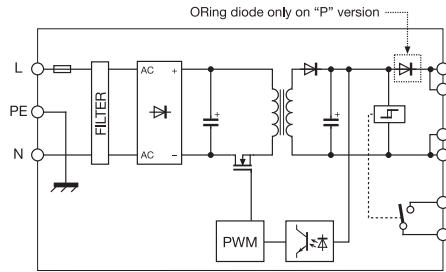 ORing diode only on "P" version
L
PE
N
FILTER
AC +
AC −
+
+
PWM